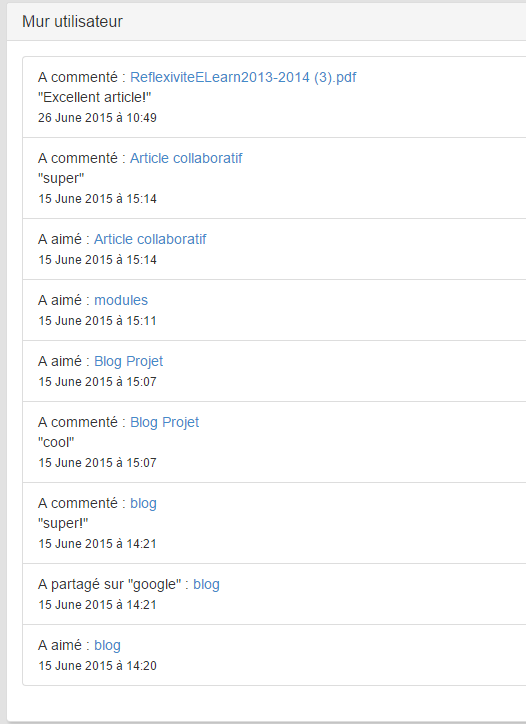 Mur utilisateur
A commenté : ReflexiviteELearn2013-2014 (3).pdf
"Excellent article!"
26 June 2015 à 10:49
A commenté : Article collaboratif
"super"
15 June 2015 à 15:14
A aimé : Article collaboratif
15 June 2015 à 15:14
A aimé : modules
15 June 2015 à 15:11
A aimé : Blog Projet
15 June 2015 à 15:07
A commenté : Blog Projet
"cool"
15 June 2015 à 15:07
A commenté : blog
"super!"
15 June 2015 à 14:21
A partagé sur "google" : blog
15 June 2015 à 14:21
A aimé : blog
15 June 2015 à 14:20